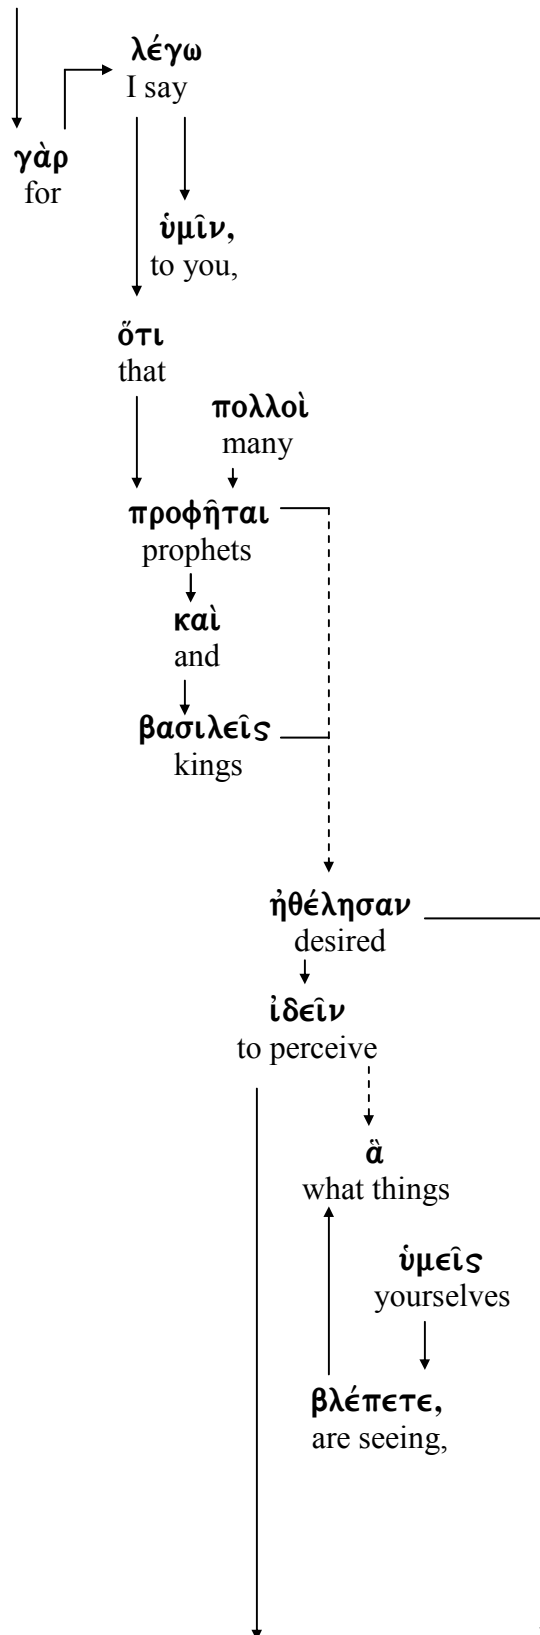 λέγω
I say
γὰρ
for
ὑμῖν,
to you,
ὅτι
that
πολλοὶ
many
προφῆται
prophets
καὶ
and
βασιλεῖς
kings
ἠθέλησαν
desired
ἰδεῖν
to perceive
ἃ
what things
ὑμεῖς
yourselves
βλέπετε,
are seeing,